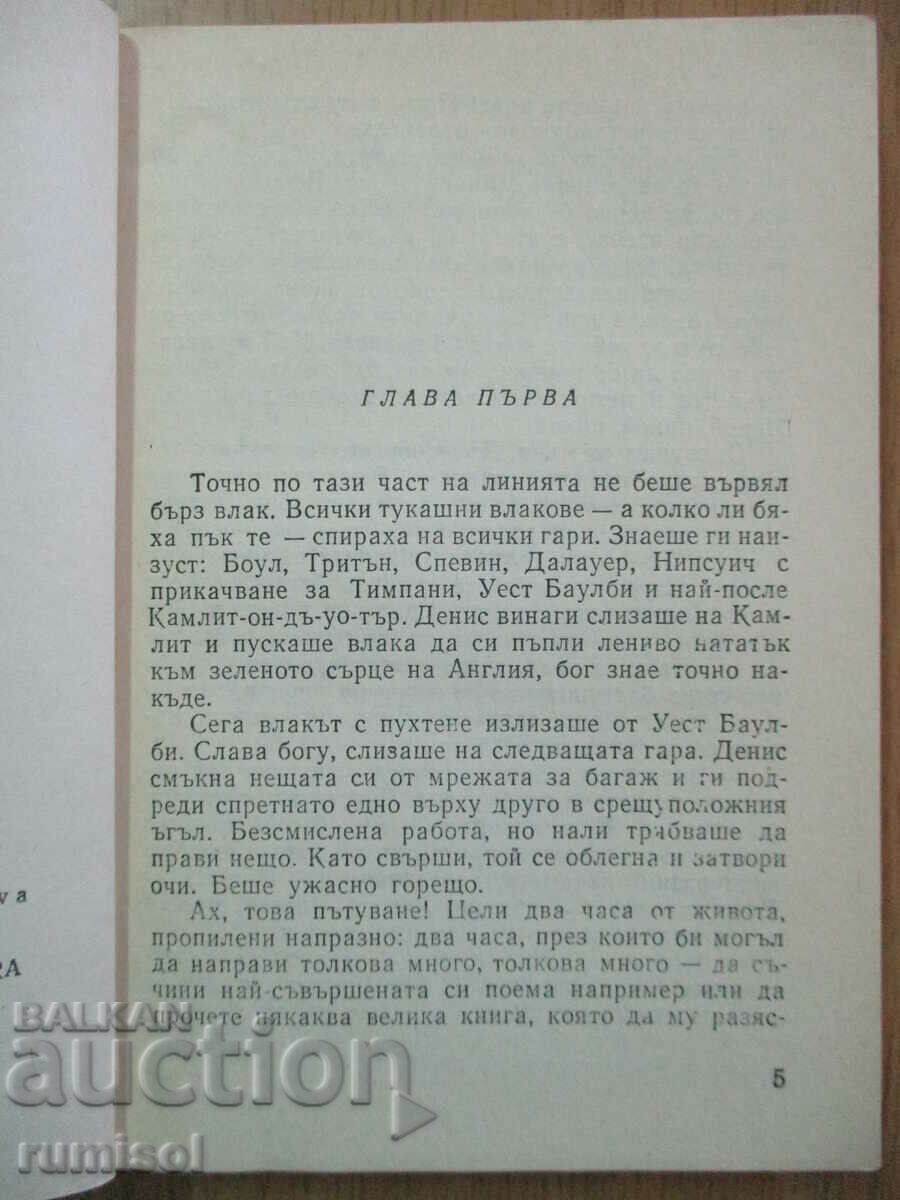 ГЛАВА ПЪРВА
Точно по тази част на линията не беше вървял
бърз влак. Всички тукашни влакове — а колко ли бя-
ха пък те — спираха на всички гари. Знаеше ги наи-
зуст: Боул, Тритън, Спевин, Далауер, Нипсуич с
прикачване за Тимпани, Уест Баулби и най-после
Камлит-он-дъ-уо-тър. Денис винаги слизаше на Кам-
лит и пускаше влака да си пъпли лениво нататък
към зеленото сърце на Англия, бог знае точно на-
къде.
Сега влакът с пухтене излизаше от Уест Баул-
би. Слава богу, слизаше на следващата гара. Денис
смъкна нещата си от мрежата за багаж и ги под-
реди спретнато едно върху друго в срещуположния
ъгъл. Безсмислена работа, но нали трябваше да
прави нещо. Като свърши, той се облегна и затвори
очи. Беше ужасно горещо.
Ах, това пътуване! Цели два часа от живота,
пропилени напразно: два часа, през които би могъл
да направи толкова много, толкова много — да съ-
чини най-съвършената си поема например или да
прочете някаква велика книга, която да му разяс-
5
va
RA
BALKAN
auction
rumisol